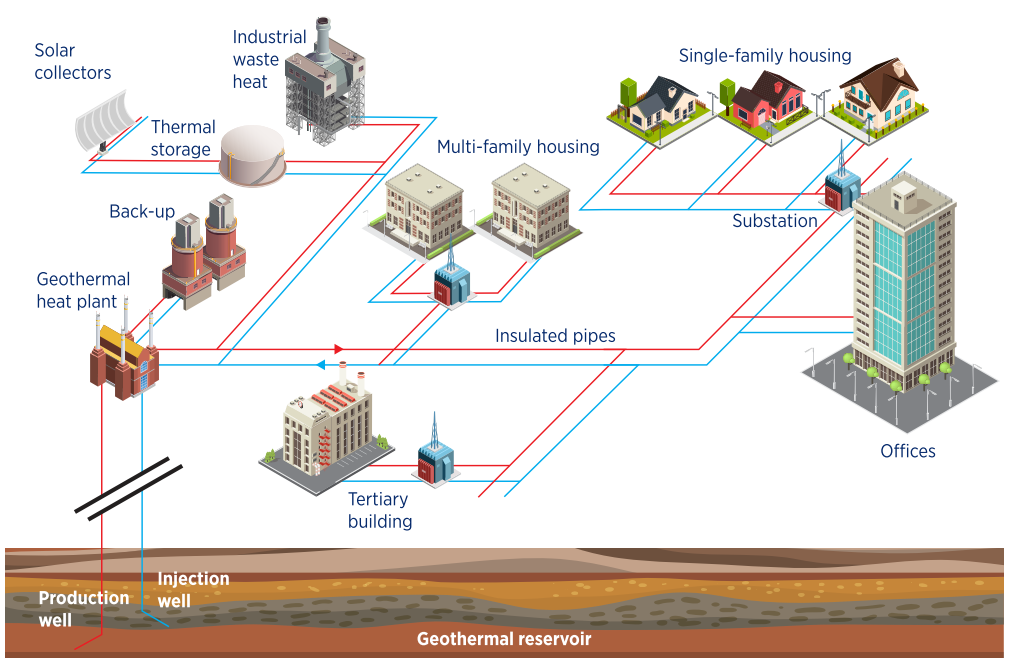 Solar
collectors
Industrial
waste
heat
Single-family housing
Thermal
storage
Multi-family housing
Back-up
Substation
Geothermal
heat plant
Insulated pipes
Offices
Tertiary
building
Injection
well
Production
well
Geothermal reservoir